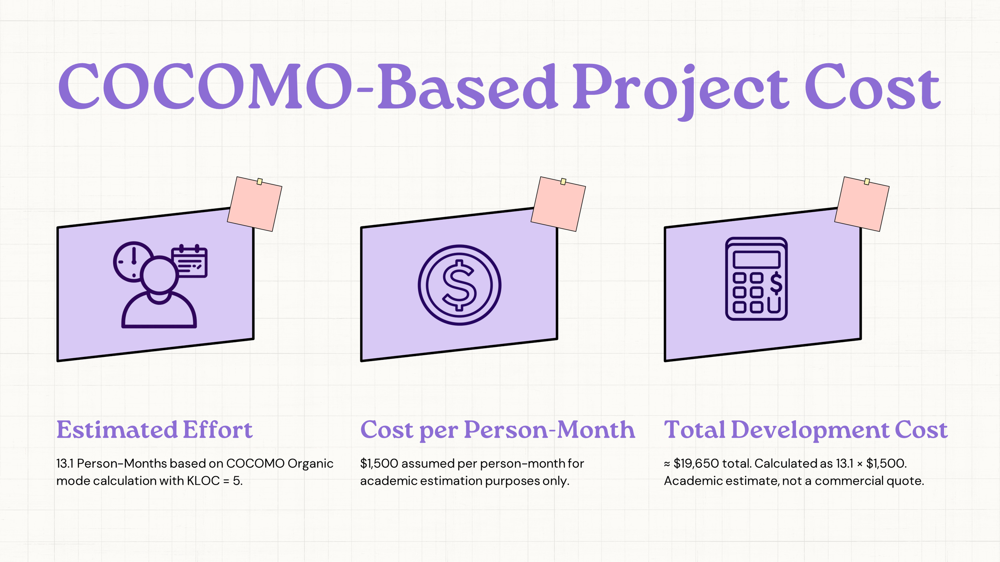 COCOMO-Based Project Cost
Estimated Effort
13.1 Person-Months based on COCOMO Organic
mode calculation with KLOC = 5.
Cost per Person-Month
$1,500 assumed per person-month for
academic estimation purposes only.
Total Development Cost
≈ $19,650 total. Calculated as 13.1 × $1,500.
Academic estimate, not a commercial quote.